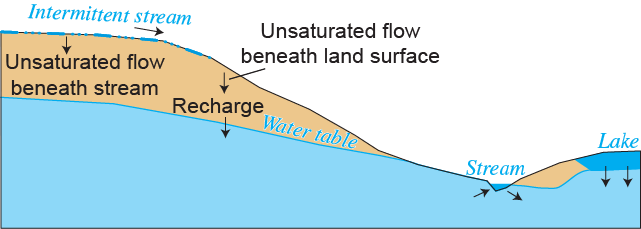 Intermittent stream
Unsaturated flow
beneath land surface
Unsaturated flow
beneath stream
Recharge
Water table
Stream
Lake